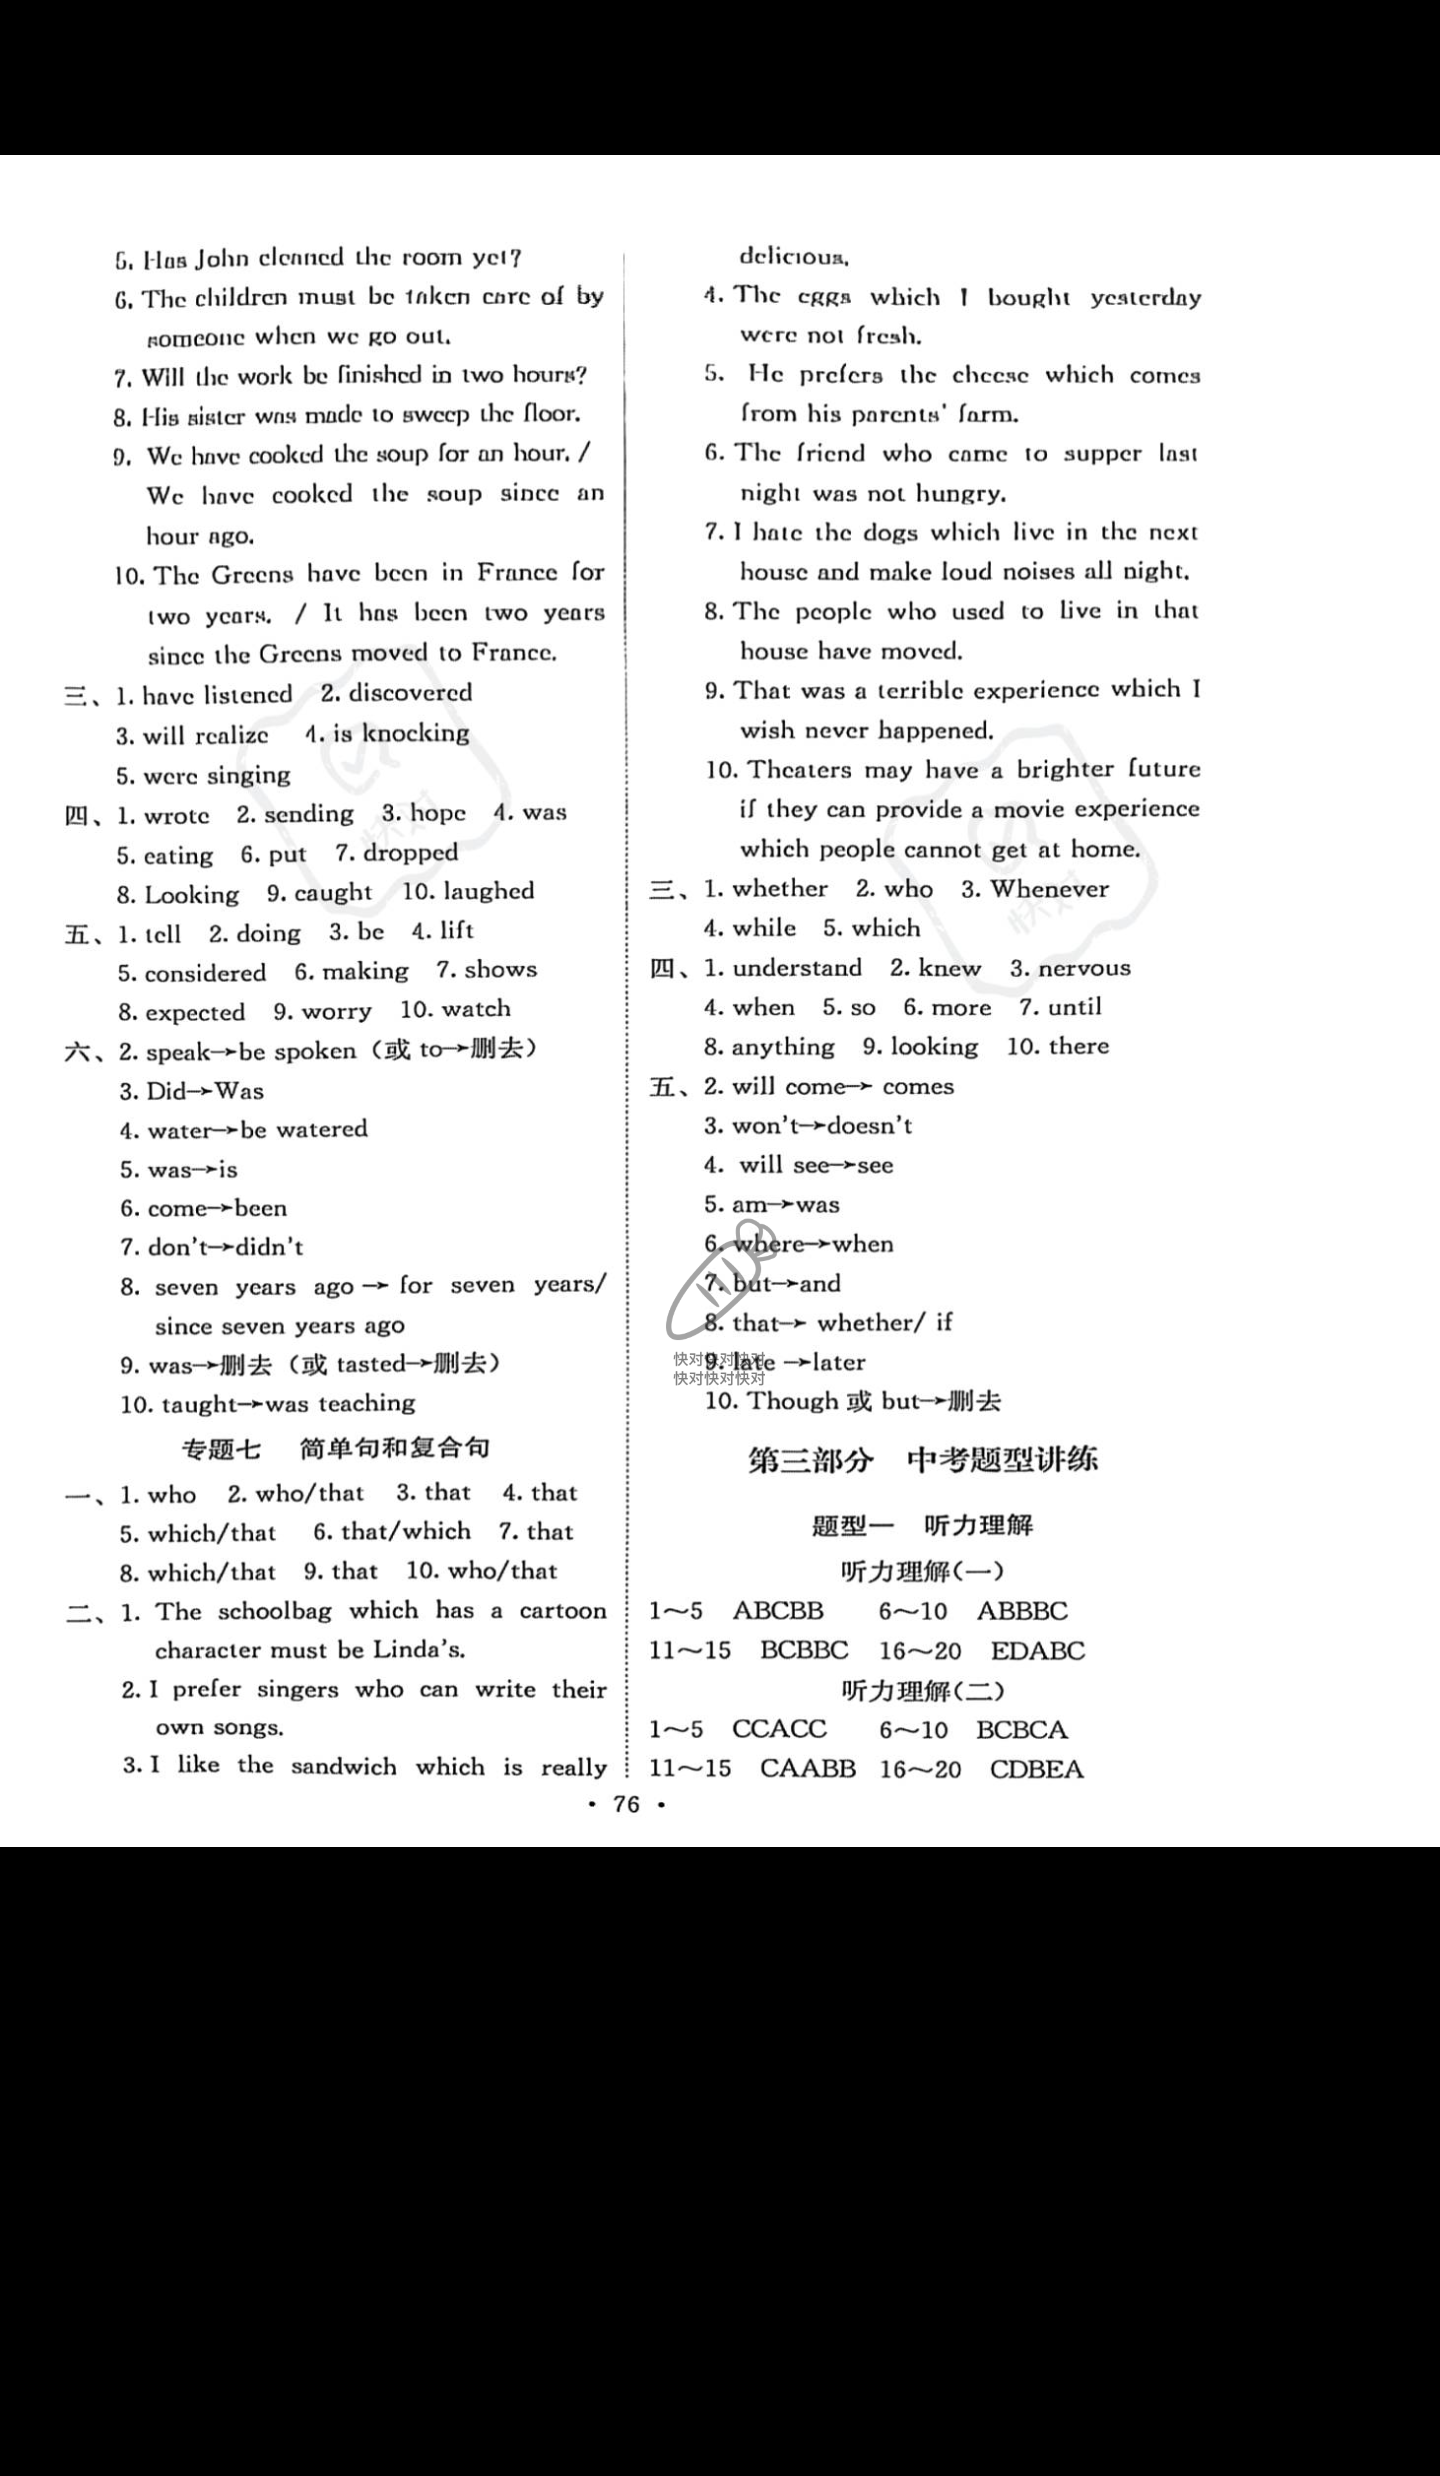 5. Has John cleaned the room yet?
6. The children must be taken care of by
someone when we go out.
7. Will the work be finished in two hours?
8. His sister was made to sweep the floor.
9. We have cooked the soup for an hour. /
We have cooked the soup since an
hour ago.
10. The Greens have been in France for
two years. / It has been two years
since the Greens moved to France.
三、1. have listened 2. discovered
3. will realize 4. is knocking
5. were singing
四、1. wrote 2. sending 3. hope 4. was
5. eating 6. put 7. dropped
8. Looking 9. caught 10. laughed
五、1. tell 2. doing 3. be 4. lift
5. considered 6. making 7. shows
8. expected 9. worry 10. watch
六、2. speak→be spoken（或 to→删去）
3. Did→Was
4. water→be watered
5. was→is
6. come→been
7. don't→didn't
8. seven years ago → for seven years/
since seven years ago
9. was→删去（或 tasted→删去）
10. taught→was teaching
专题七 简单句和复合句
一、1. who 2. who/that 3. that 4. that
5. which/that 6. that/which 7. that
8. which/that 9. that 10. who/that
二、1. The schoolbag which has a cartoon
character must be Linda's.
2. I prefer singers who can write their
own songs.
3. I like the sandwich which is really
delicious.
4. The eggs which I bought yesterday
were not fresh.
5. He prefers the cheese which comes
from his parents' farm.
6. The friend who came to supper last
night was not hungry.
7. I hate the dogs which live in the next
house and make loud noises all night.
8. The people who used to live in that
house have moved.
9. That was a terrible experience which I
wish never happened.
10. Theaters may have a brighter future
if they can provide a movie experience
which people cannot get at home.
三、1. whether 2. who 3. Whenever
4. while 5. which
四、1. understand 2. knew 3. nervous
4. when 5. so 6. more 7. until
8. anything 9. looking 10. there
五、2. will come→ comes
3. won't→doesn't
4. will see→see
5. am→was
6. where→when
7. but→and
8. that→ whether/ if
9. late →later
10. Though 或 but→删去
快对快对快对
快对快对快对
第三部分 中考题型讲练
题型一 听力理解
听力理解(一)
1～5 ABCBB 6～10 ABBBC
11～15 BCBBC 16～20 EDABC
听力理解(二)
1～5 CCACC 6～10 BCBCA
11～15 CAABB 16～20 CDBEA
• 76 •
快对
快对